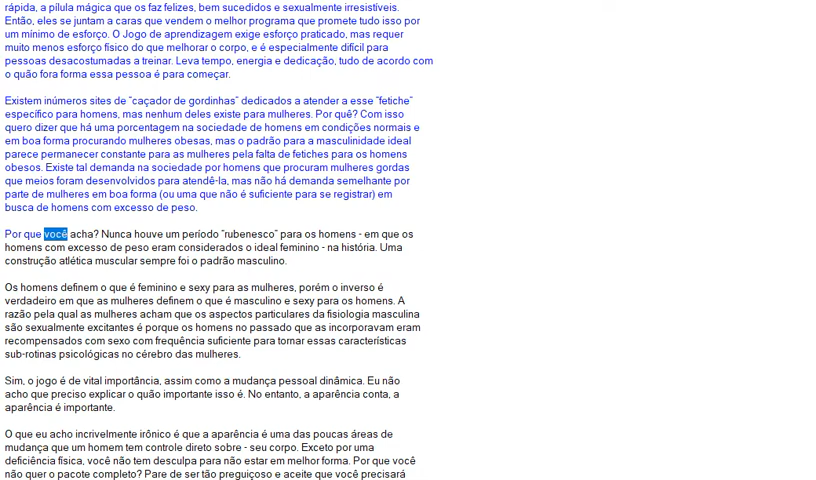 rápida, a pílula mágica que os faz felizes, bem sucedidos e sexualmente irresistíveis.
Então, eles se juntam a caras que vendem o melhor programa que promete tudo isso por
um mínimo de esforço. O Jogo de aprendizagem exige esforço praticado, mas requer
muito menos esforço físico do que melhorar o corpo, e é especialmente difícil para
pessoas desacostumadas a treinar. Leva tempo, energia e dedicação, tudo de acordo com
o quão fora forma essa pessoa é para começar.

Existem inúmeros sites de "caçador de gordinhas" dedicados a atender a esse "fetiche"
específico para homens, mas nenhum deles existe para mulheres. Por quê? Com isso
quero dizer que há uma porcentagem na sociedade de homens em condições normais e
em boa forma procurando mulheres obesas, mas o padrão para a masculinidade ideal
parece permanecer constante para as mulheres pela falta de fetiches para os homens
obesos. Existe tal demanda na sociedade por homens que procuram mulheres gordas
que meios foram desenvolvidos para atendê-la, mas não há demanda semelhante por
parte de mulheres em boa forma (ou uma que não é suficiente para se registrar) em
busca de homens com excesso de peso.

Por que você acha? Nunca houve um período "rubenesco" para os homens - em que os
homens com excesso de peso eram considerados o ideal feminino - na história. Uma
construção atlética muscular sempre foi o padrão masculino.

Os homens definem o que é feminino e sexy para as mulheres, porém o inverso é
verdadeiro em que as mulheres definem o que é masculino e sexy para os homens. A
razão pela qual as mulheres acham que os aspectos particulares da fisiologia masculina
são sexualmente excitantes é porque os homens no passado que as incorporavam eram
recompensados com sexo com frequência suficiente para tornar essas características
sub-rotinas psicológicas no cérebro das mulheres.

Sim, o jogo é de vital importância, assim como a mudança pessoal dinâmica. Eu não
acho que preciso explicar o quão importante isso é. No entanto, a aparência conta, a
aparência é importante.

O que eu acho incrivelmente irônico é que a aparência é uma das poucas áreas de
mudança que um homem tem controle direto sobre - seu corpo. Exceto por uma
deficiência física, você não tem desculpa para não estar em melhor forma. Por que você
não quer o pacote completo? Pare de ser tão preguiçoso e aceite que você precisará